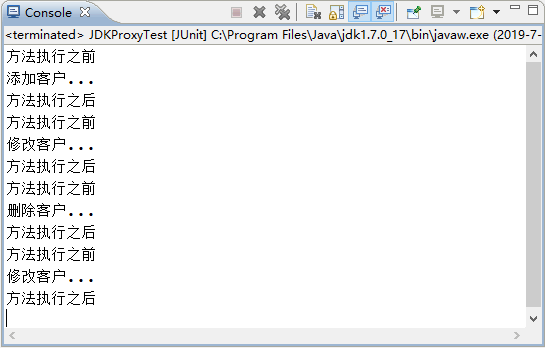 Console
<terminated> JDKProxyTest [JUnit] C:\Program Files\Java\jdk1.7.0_17\bin\javaw.exe (2019-7-
方法执行之前
添加客户...
方法执行之后
方法执行之前
修改客户...
方法执行之后
方法执行之前
删除客户...
方法执行之后
方法执行之前
修改客户...
方法执行之后